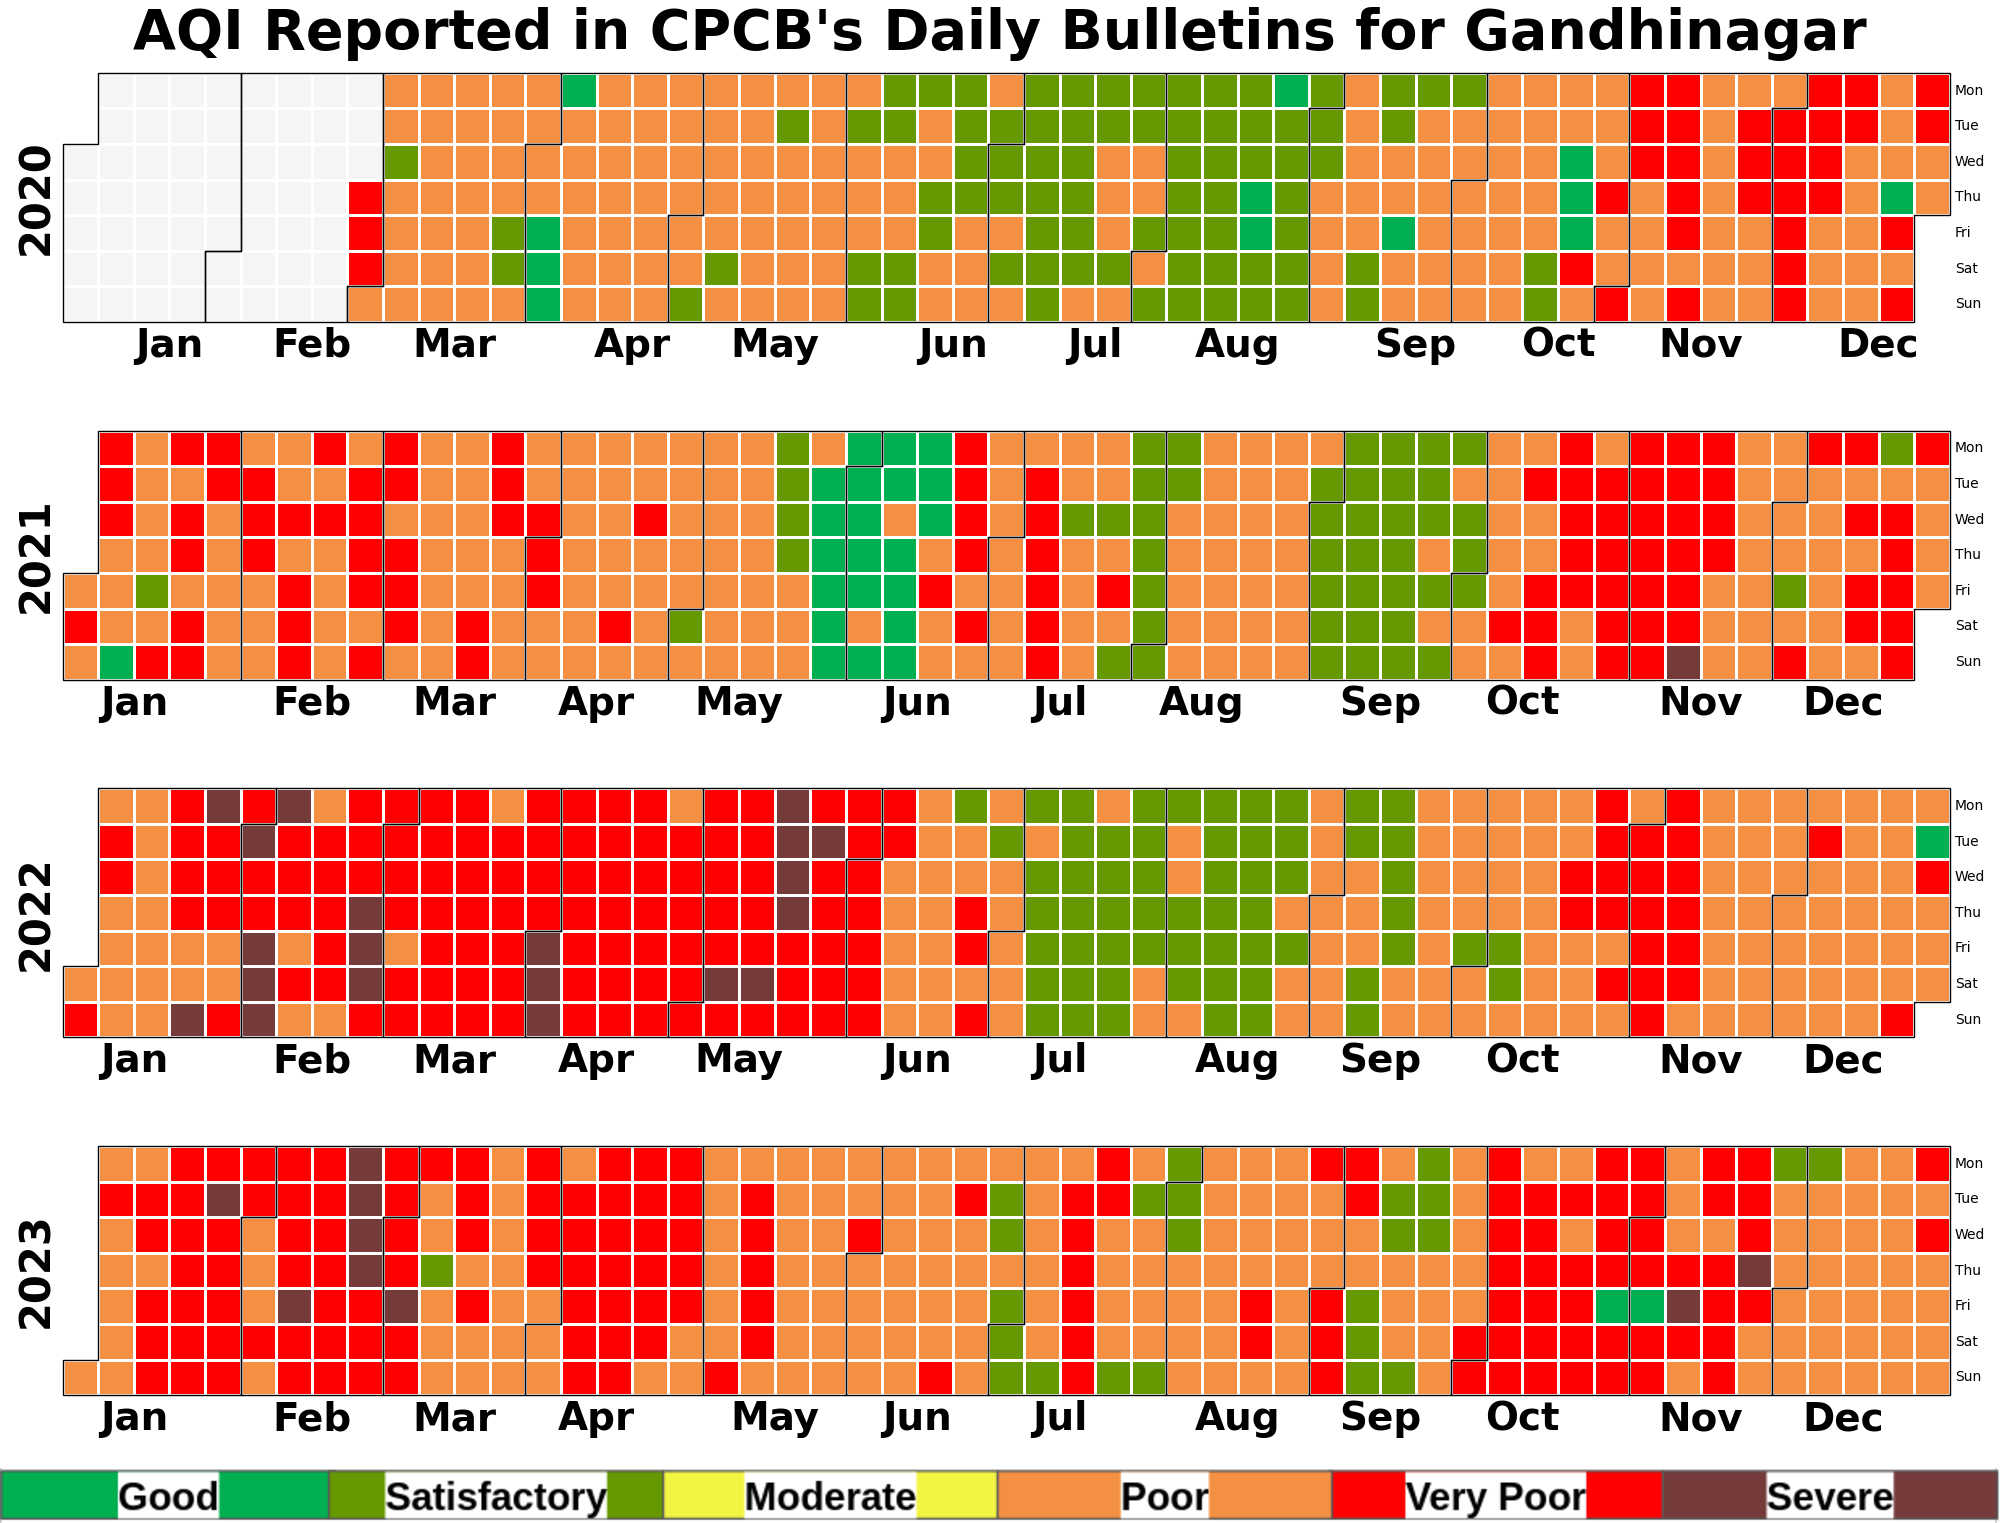 AQI Reported in CPCB's Daily Bulletins for Gandhinagar
2020
Mon
Tue
Wed
Thu
Fri
Sat
Sun
Jan Feb Mar Apr May Jun Jul Aug Sep Oct Nov Dec
2021
Mon
Tue
Wed
Thu
Fri
Sat
Sun
Jan Feb Mar Apr May Jun Jul Aug Sep Oct Nov Dec
2022
Mon
Tue
Wed
Thu
Fri
Sat
Sun
Jan Feb Mar Apr May Jun Jul Aug Sep Oct Nov Dec
2023
Mon
Tue
Wed
Thu
Fri
Sat
Sun
Jan Feb Mar Apr May Jun Jul Aug Sep Oct Nov Dec
Good Satisfactory Moderate Poor Very Poor Severe